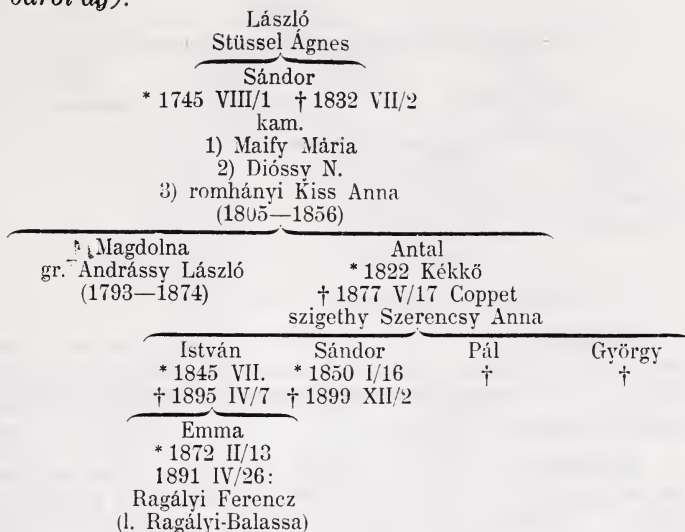 László
Stüssel Ágnes
Sándor
* 1745 VIII/1 † 1832 VII/2
kam.
1) Maify Mária
2) Dióssy N.
3) romhányi Kiss Anna
(1805—1856)
Magdolna
gr. Andrássy László
(1793—1874)
Antal
* 1822 Kékkő
† 1877 V/17 Coppet
szigethy Szerencsy Anna
István
* 1845 VII.
† 1895 IV/7
Sándor
* 1850 I/16
† 1899 XII/2
Pál
†
György
†
Emma
* 1872 II/13
1891 IV/26:
Ragályi Ferencz
(l. Ragályi-Balassa)